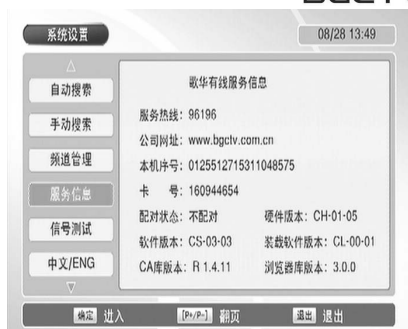 系统设置
08/28 13:49
自动搜索
手动搜索
频道管理
服务信息
信号测试
中文/ENG
歌华有线服务信息
服务热线：96196
公司网址：www.bgctv.com.cn
本机序号：0125512715311048575
卡 号：160944654
配对状态：不配对 硬件版本：CH-01-05
软件版本：CS-03-03 装载软件版本：CL-00-01
CA库版本：R 1.4.11 浏览器库版本：3.0.0
确定 进入 [P+/P-] 翻页 退出 退出